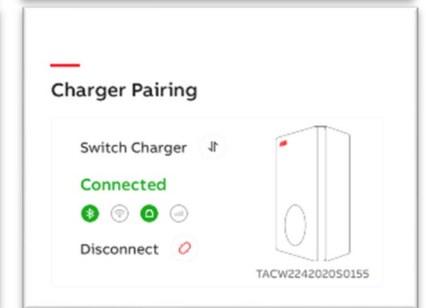 Charger Pairing
Switch Charger
Connected
Disconnect
TACW2242020S0155